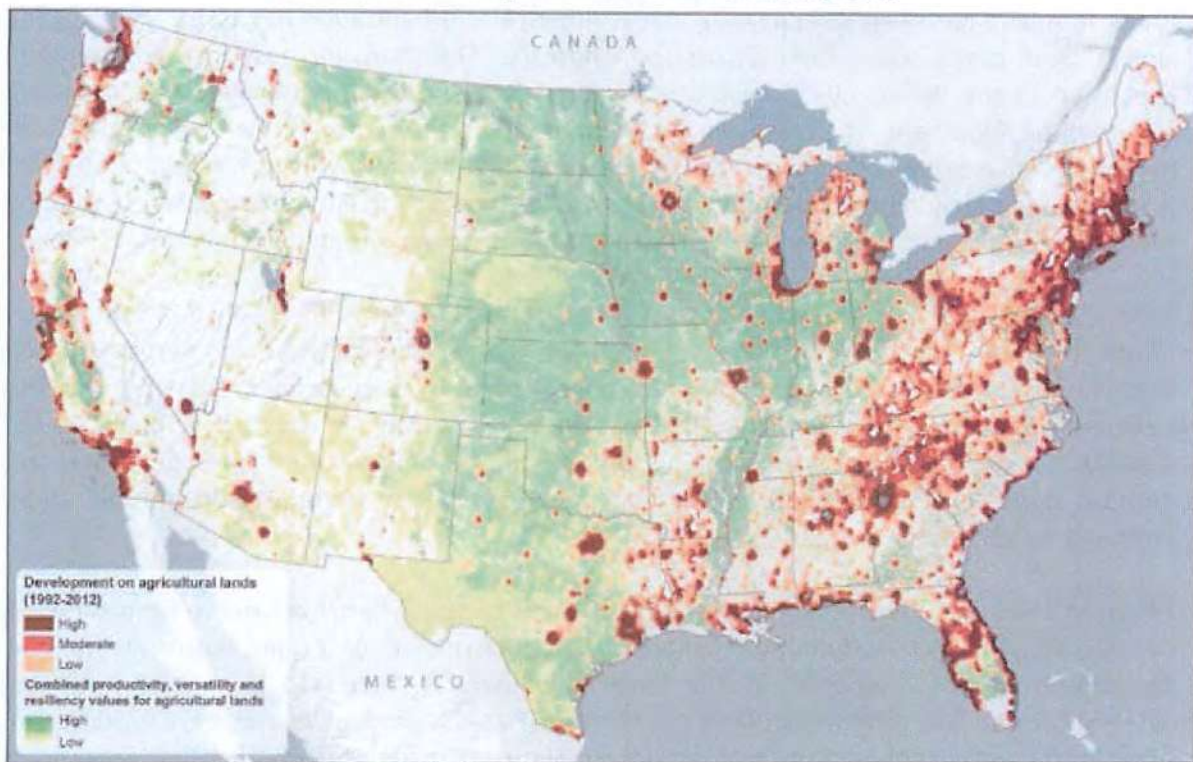 CANADA
MEXICO
Development on agricultural lands
(1992-2012)
High
Moderate
Low
Combined productivity, versatility and
resiliency values for agricultural lands
High
Low